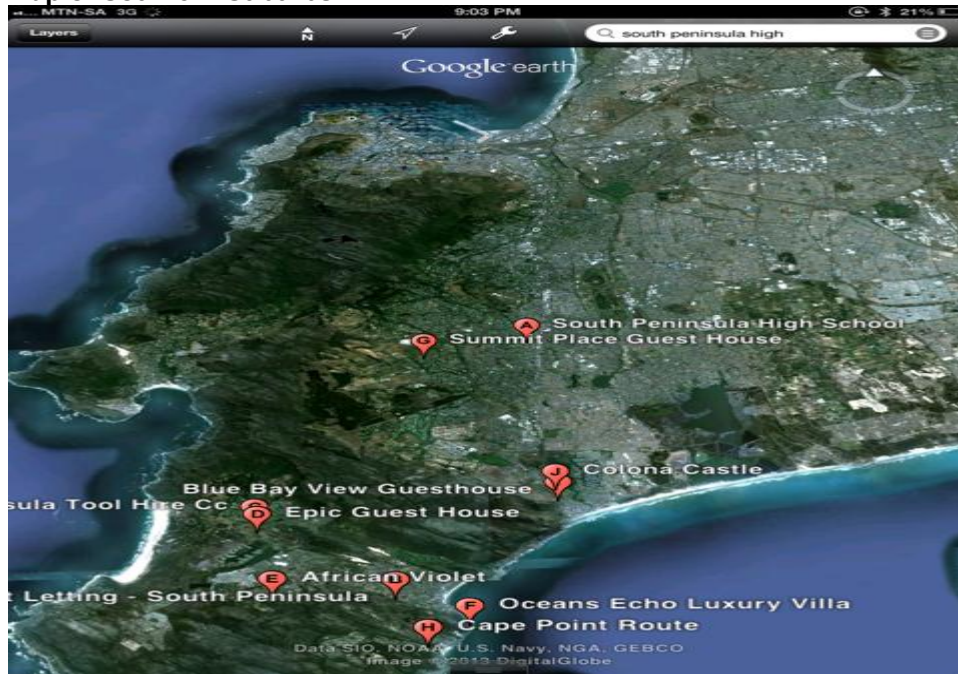 MTN-SA 3G 9:03 PM 21%
Layers N south peninsula high
Google earth
A South Peninsula High School
G Summit Place Guest House
J Colona Castle
Blue Bay View Guesthouse
sula Tool Hire Cc
D Epic Guest House
E African Violet
t Letting - South Peninsula
F Oceans Echo Luxury Villa
H Cape Point Route
Data SIO, NOAA, U.S. Navy, NGA, GEBCO
Image © 2013 DigitalGlobe